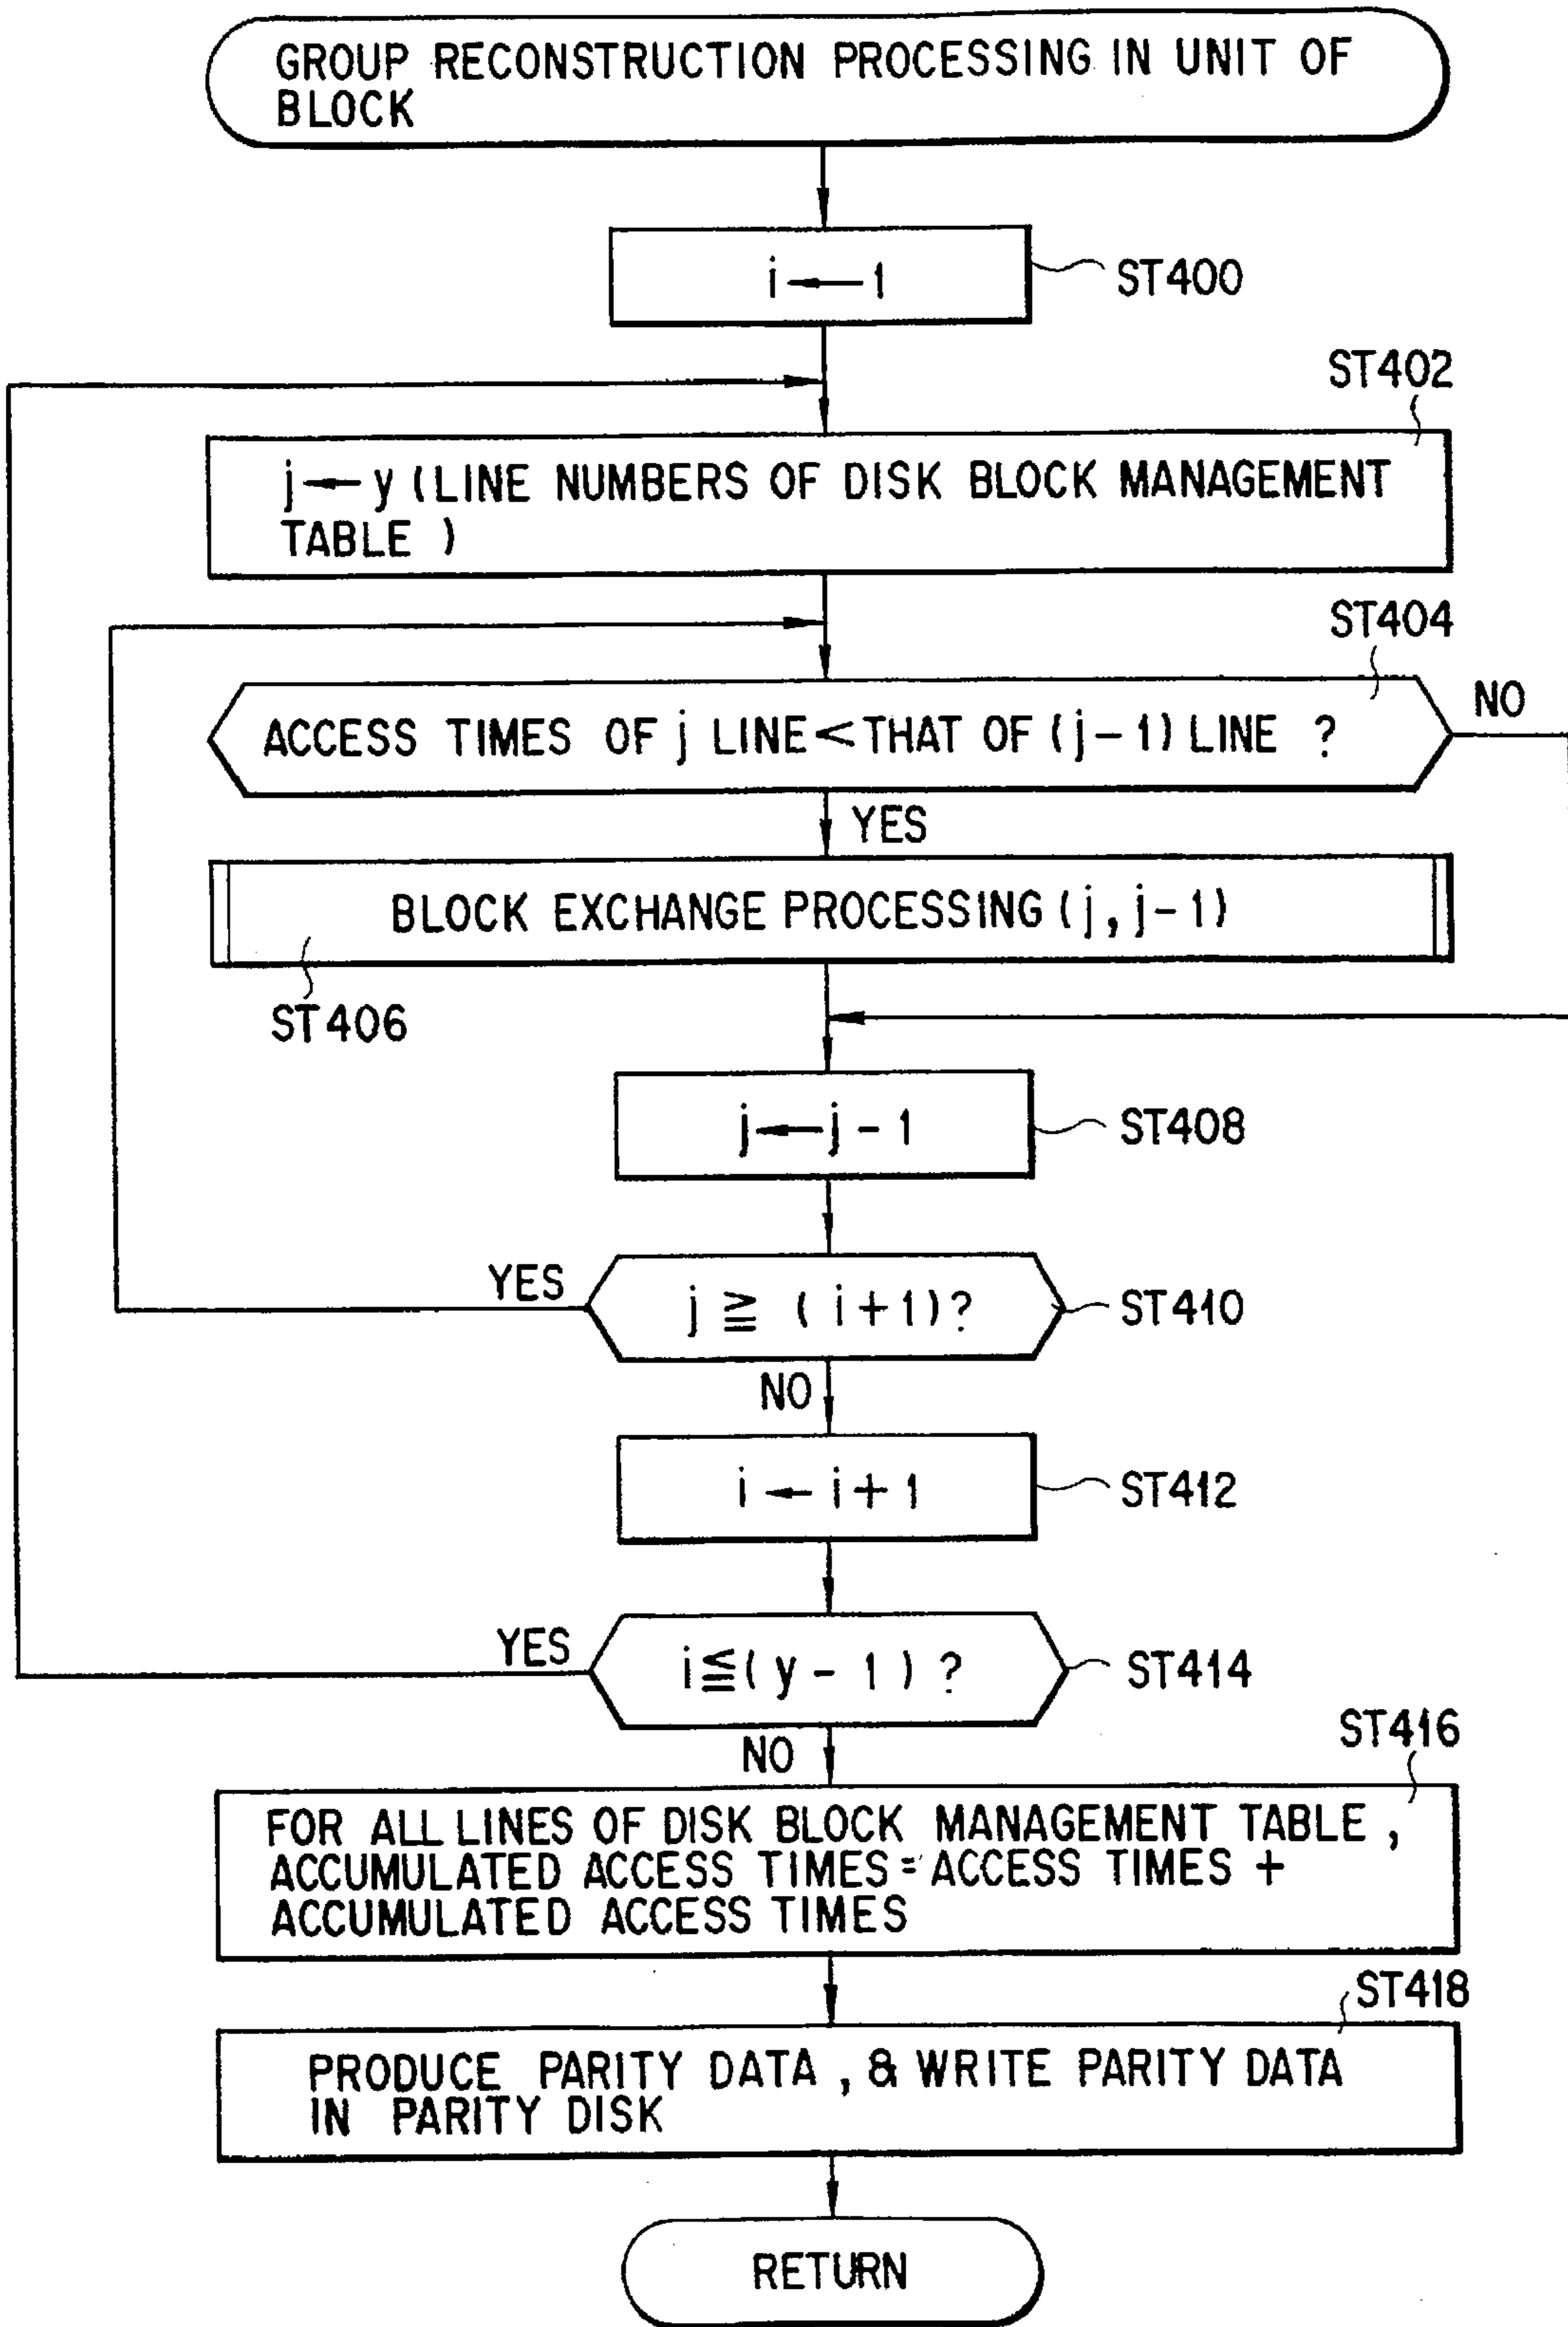 GROUP RECONSTRUCTION PROCESSING IN UNIT OF
BLOCK
i ← 1
ST400
ST402
j ← y (LINE NUMBERS OF DISK BLOCK MANAGEMENT
TABLE )
ST404
ACCESS TIMES OF j LINE < THAT OF (j-1) LINE ?
NO
YES
BLOCK EXCHANGE PROCESSING (j, j-1)
ST406
j ← j - 1
ST408
YES
j ≧ ( i + 1)?
ST410
NO
i ← i + 1
ST412
YES
i ≦ ( y - 1 ) ?
ST414
NO
ST416
FOR ALL LINES OF DISK BLOCK MANAGEMENT TABLE ,
ACCUMULATED ACCESS TIMES = ACCESS TIMES +
ACCUMULATED ACCESS TIMES
ST418
PRODUCE PARITY DATA , & WRITE PARITY DATA
IN PARITY DISK
RETURN